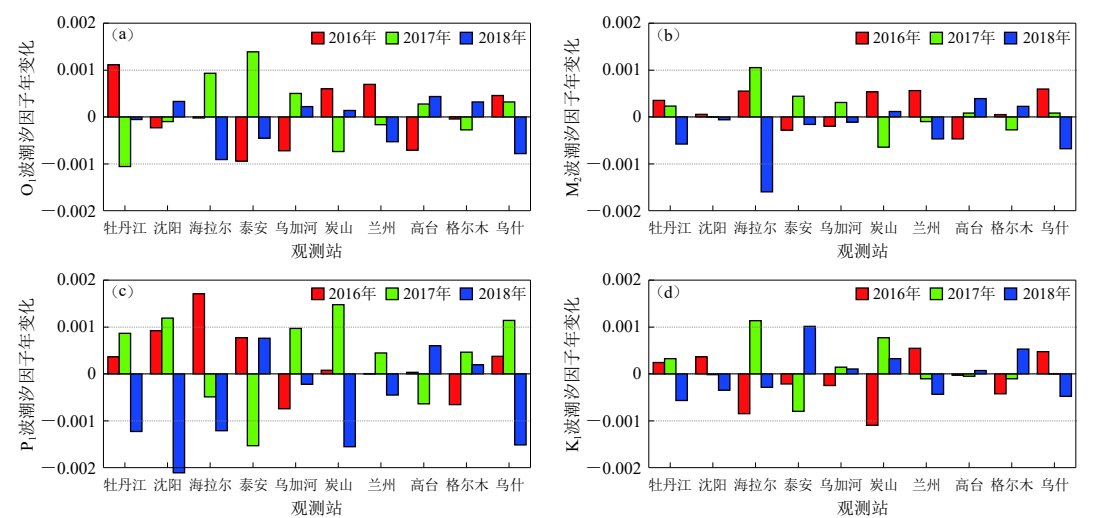 (a)
2016年 2017年 2018年
0.002
0.001
0
−0.001
−0.002
O₁波潮汐因子年变化
牡丹江 沈阳 海拉尔 泰安 乌加河 炭山 兰州 高台 格尔木 乌什
观测站
(b)
2016年 2017年 2018年
0.002
0.001
0
−0.001
−0.002
M₂波潮汐因子年变化
牡丹江 沈阳 海拉尔 泰安 乌加河 炭山 兰州 高台 格尔木 乌什
观测站
(c)
2016年 2017年 2018年
0.002
0.001
0
−0.001
−0.002
P₁波潮汐因子年变化
牡丹江 沈阳 海拉尔 泰安 乌加河 炭山 兰州 高台 格尔木 乌什
观测站
(d)
2016年 2017年 2018年
0.002
0.001
0
−0.001
−0.002
K₁波潮汐因子年变化
牡丹江 沈阳 海拉尔 泰安 乌加河 炭山 兰州 高台 格尔木 乌什
观测站